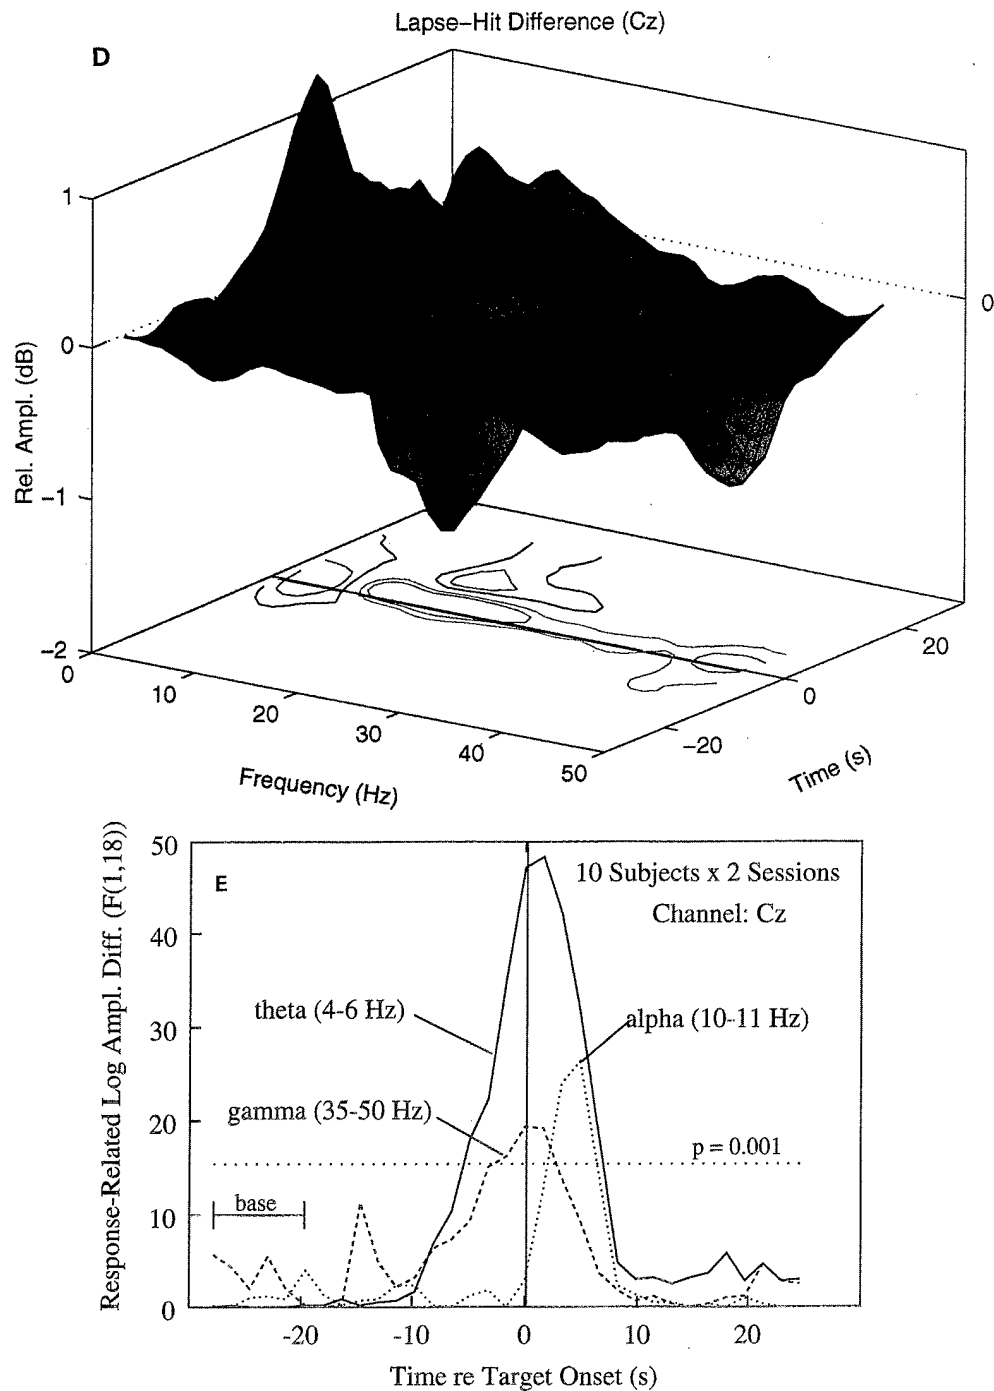 Lapse–Hit Difference (Cz)
D
1
0
–1
–2
Rel. Ampl. (dB)
0
0
10
20
30
40
50
Frequency (Hz)
–20
0
20
Time (s)
E
10 Subjects x 2 Sessions
Channel: Cz
theta (4-6 Hz)
alpha (10-11 Hz)
gamma (35-50 Hz)
p = 0.001
base
50
40
30
20
10
0
Response-Related Log Ampl. Diff. (F(1,18))
-20
-10
0
10
20
Time re Target Onset (s)